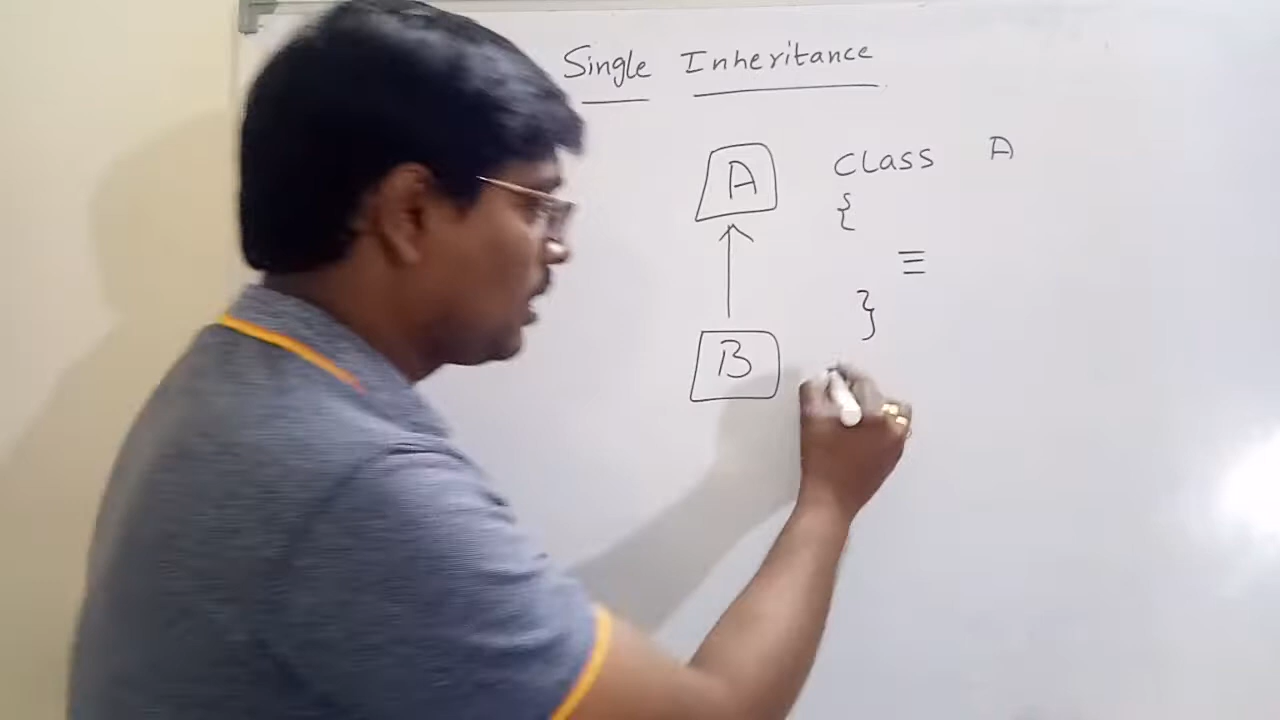 Single Inheritance
A
class A
{
≡
}
B